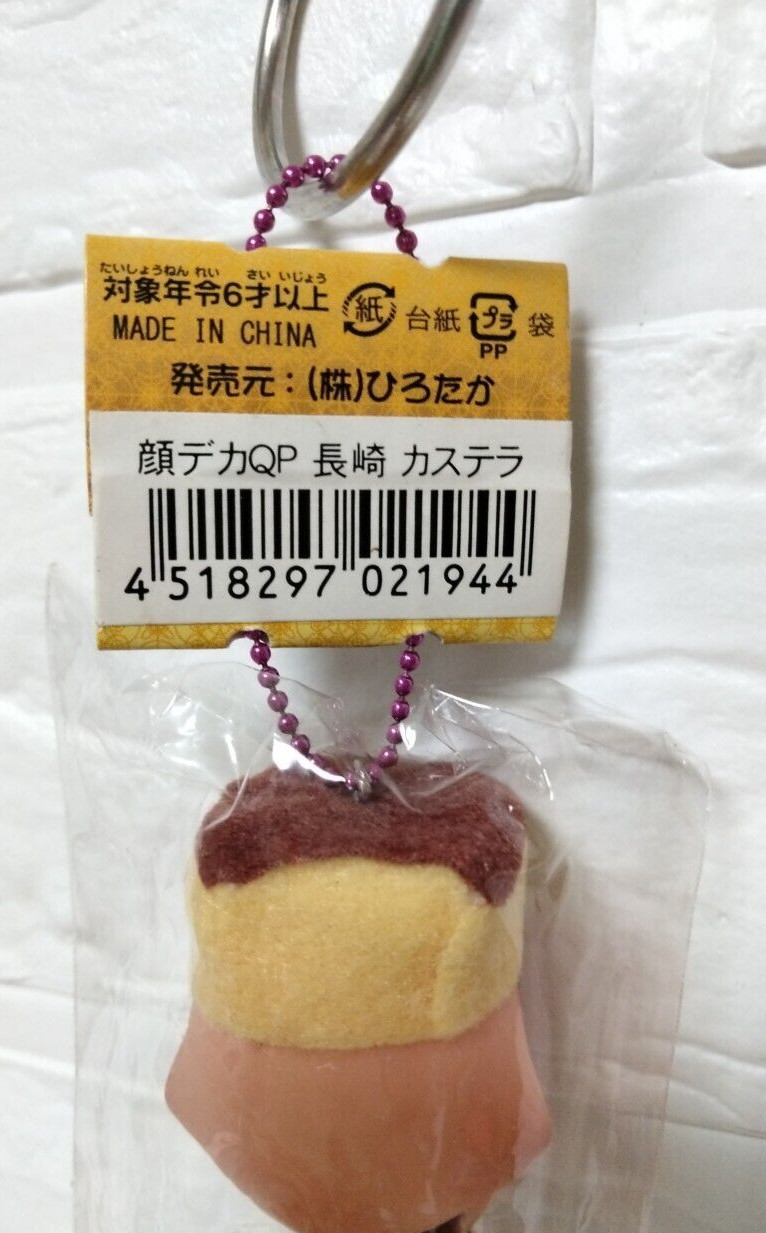 たいしょうねんれい さいいじょう
対象年令6才以上 紙 台紙 プラ 袋
MADE IN CHINA PP
発売元：(株)ひろたか
顔デカQP 長崎 カステラ
4 518297 021944